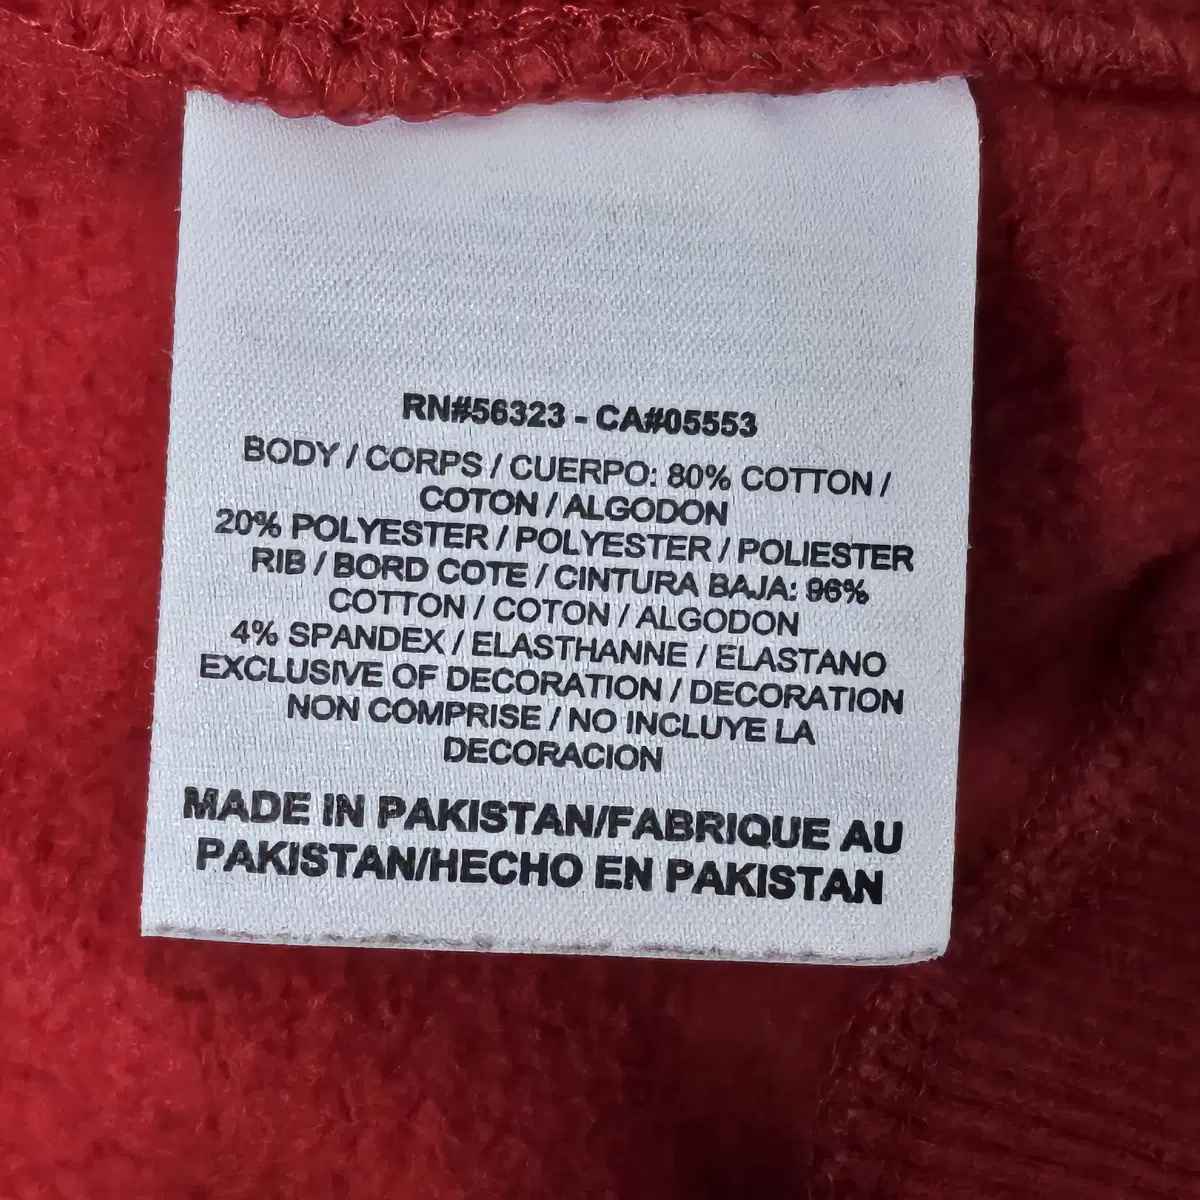 RN#56323 - CA#05553
BODY / CORPS / CUERPO: 80% COTTON /
COTON / ALGODON
20% POLYESTER / POLYESTER / POLIESTER
RIB / BORD COTE / CINTURA BAJA: 96%
COTTON / COTON / ALGODON
4% SPANDEX / ELASTHANNE / ELASTANO
EXCLUSIVE OF DECORATION / DECORATION
NON COMPRISE / NO INCLUYE LA
DECORACION
MADE IN PAKISTAN/FABRIQUE AU
PAKISTAN/HECHO EN PAKISTAN